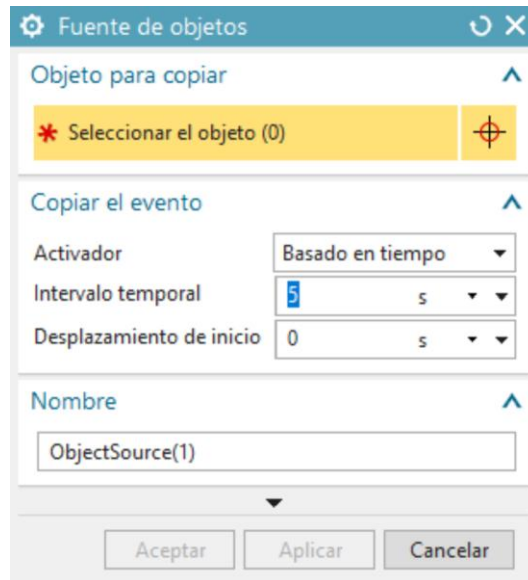 Fuente de objetos
Objeto para copiar
* Seleccionar el objeto (0)
Copiar el evento
Activador Basado en tiempo
Intervalo temporal 5 s
Desplazamiento de inicio 0 s
Nombre
ObjectSource(1)
Aceptar Aplicar Cancelar